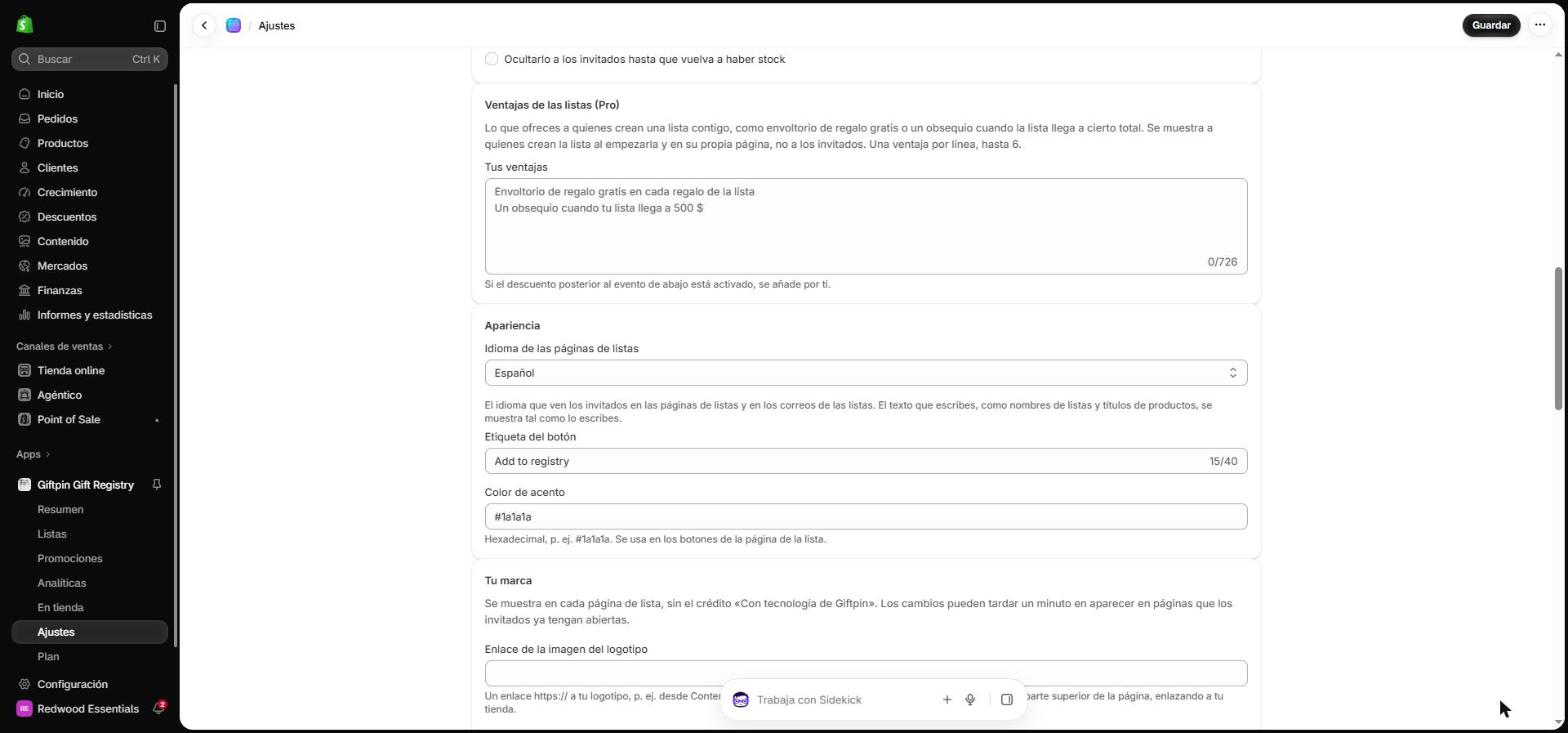 Ajustes
Guardar
Buscar
Ctrl K
Inicio
Pedidos
Productos
Clientes
Crecimiento
Descuentos
Contenido
Mercados
Finanzas
Informes y estadísticas
Canales de ventas
Tienda online
Agéntico
Point of Sale
Apps
Giftpin Gift Registry
Resumen
Listas
Promociones
Analíticas
En tienda
Ajustes
Plan
Configuración
RE
Redwood Essentials
2
Ocultarlo a los invitados hasta que vuelva a haber stock
Ventajas de las listas (Pro)
Lo que ofreces a quienes crean una lista contigo, como envoltorio de regalo gratis o un obsequio cuando la lista llega a cierto total. Se muestra a
quienes crean la lista al empezarla y en su propia página, no a los invitados. Una ventaja por línea, hasta 6.
Tus ventajas
Envoltorio de regalo gratis en cada regalo de la lista
Un obsequio cuando tu lista llega a 500 $
0/726
Si el descuento posterior al evento de abajo está activado, se añade por ti.
Apariencia
Idioma de las páginas de listas
Español
El idioma que ven los invitados en las páginas de listas y en los correos de las listas. El texto que escribes, como nombres de listas y títulos de productos, se
muestra tal como lo escribes.
Etiqueta del botón
Add to registry
15/40
Color de acento
#1a1a1a
Hexadecimal, p. ej. #1a1a1a. Se usa en los botones de la página de la lista.
Tu marca
Se muestra en cada página de lista, sin el crédito «Con tecnología de Giftpin». Los cambios pueden tardar un minuto en aparecer en páginas que los
invitados ya tengan abiertas.
Enlace de la imagen del logotipo
Un enlace https:// a tu logotipo, p. ej. desde Conte
parte superior de la página, enlazando a tu
tienda.
Trabaja con Sidekick